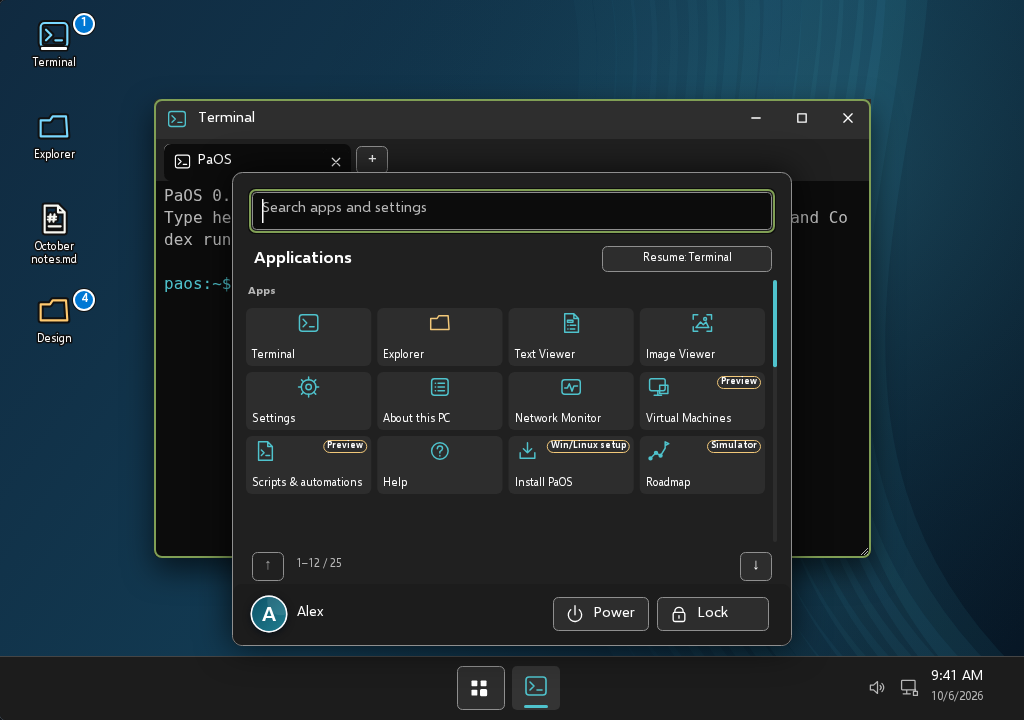 1
Terminal
Explorer
October
notes.md
4
Design
Terminal
PaOS
+
PaOS 0.
Type he
and Co
dex run
paos:~$
Search apps and settings
Applications
Resume: Terminal
Apps
Terminal
Explorer
Text Viewer
Image Viewer
Settings
About this PC
Network Monitor
Preview
Virtual Machines
Preview
Scripts & automations
Help
Win/Linux setup
Install PaOS
Simulator
Roadmap
↑
1–12 / 25
↓
A
Alex
Power
Lock
9:41 AM
10/6/2026